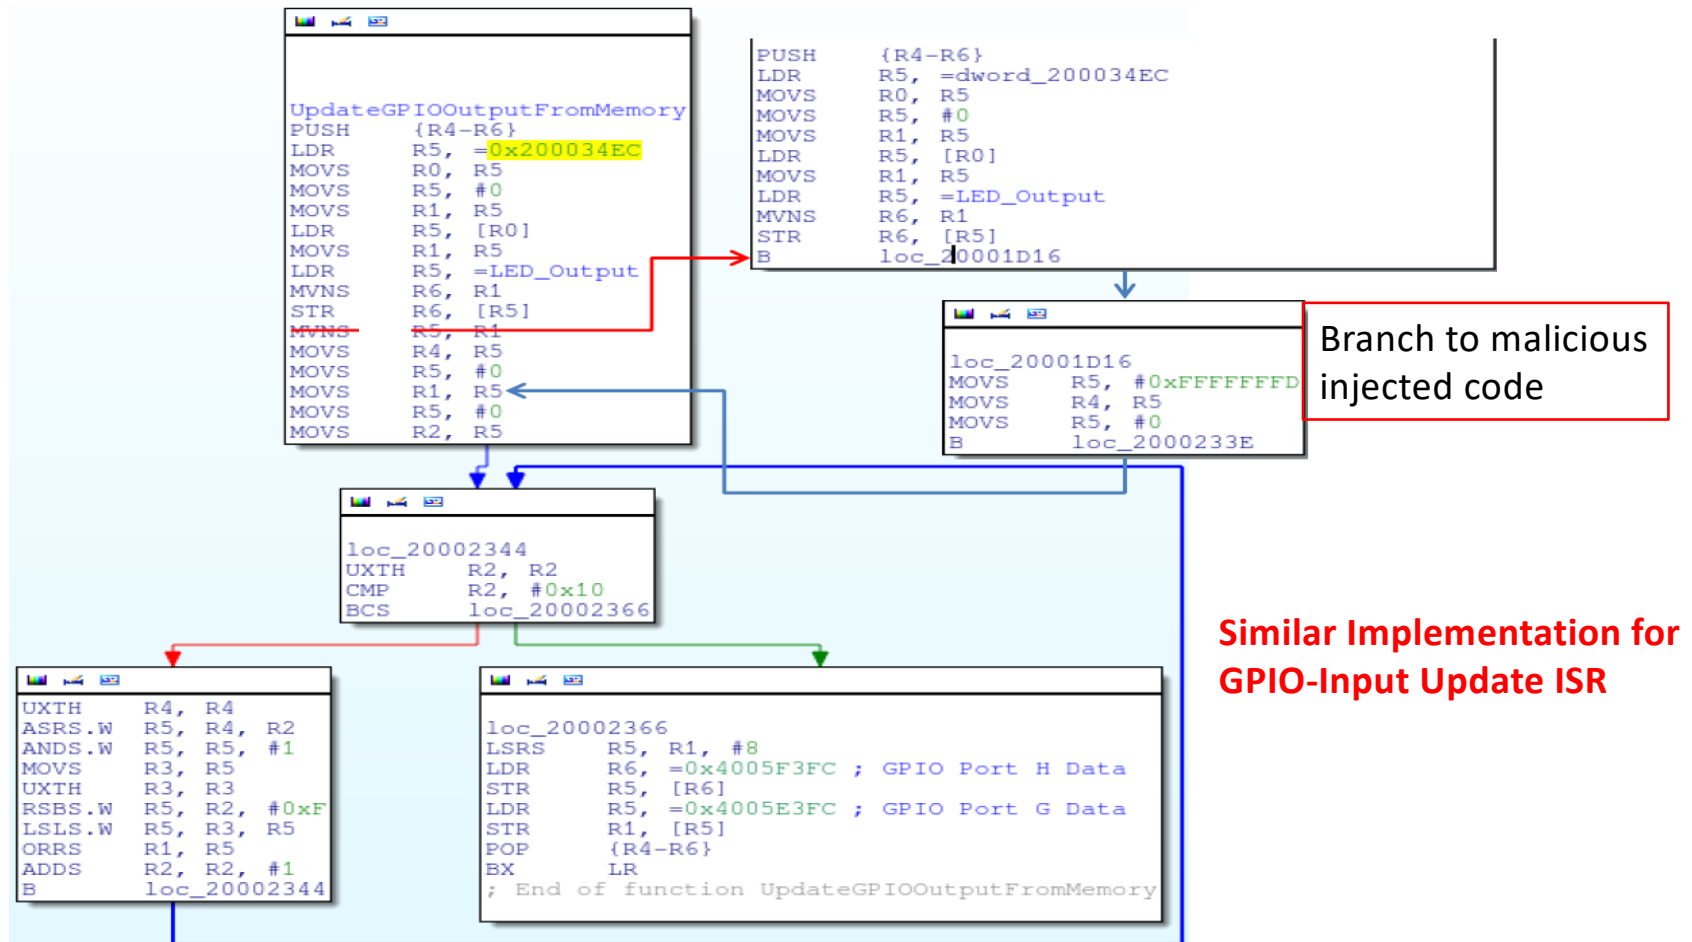 UpdateGPIOOutputFromMemory
PUSH {R4-R6}
LDR R5, =0x200034EC
MOVS R0, R5
MOVS R5, #0
MOVS R1, R5
LDR R5, [R0]
MOVS R1, R5
LDR R5, =LED_Output
MVNS R6, R1
STR R6, [R5]
MVNS R5, R1
MOVS R4, R5
MOVS R5, #0
MOVS R1, R5
MOVS R5, #0
MOVS R2, R5
PUSH {R4-R6}
LDR R5, =dword_200034EC
MOVS R0, R5
MOVS R5, #0
MOVS R1, R5
LDR R5, [R0]
MOVS R1, R5
LDR R5, =LED_Output
MVNS R6, R1
STR R6, [R5]
B loc_20001D16
loc_20001D16
MOVS R5, #0xFFFFFFFD
MOVS R4, R5
MOVS R5, #0
B loc_2000233E
Branch to malicious
injected code
loc_20002344
UXTH R2, R2
CMP R2, #0x10
BCS loc_20002366
UXTH R4, R4
ASRS.W R5, R4, R2
ANDS.W R5, R5, #1
MOVS R3, R5
UXTH R3, R3
RSBS.W R5, R2, #0xF
LSLS.W R5, R3, R5
ORRS R1, R5
ADDS R2, R2, #1
B loc_20002344
loc_20002366
LSRS R5, R1, #8
LDR R6, =0x4005F3FC ; GPIO Port H Data
STR R5, [R6]
LDR R5, =0x4005E3FC ; GPIO Port G Data
STR R1, [R5]
POP {R4-R6}
BX LR
; End of function UpdateGPIOOutputFromMemory
Similar Implementation for
GPIO-Input Update ISR